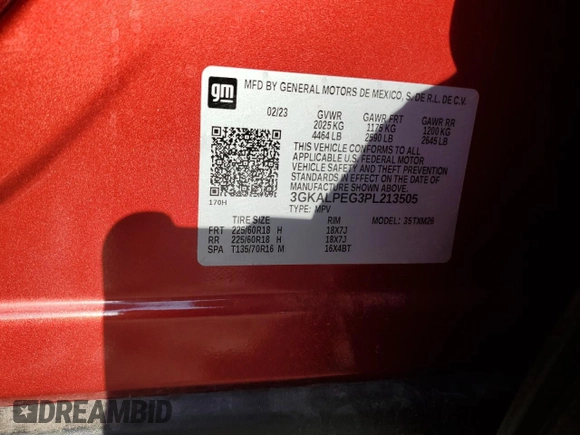 gm
MFD BY GENERAL MOTORS DE MEXICO, S. DE R.L. DE C.V.
02/23 GVWR GAWR FRT GAWR RR
2025 KG 1175 KG 1200 KG
4464 LB 2590 LB 2645 LB
THIS VEHICLE CONFORMS TO ALL
APPLICABLE U.S. FEDERAL MOTOR
VEHICLE SAFETY AND THEFT PREVENTION
STANDARDS IN EFFECT ON THE DATE OF
MANUFACTURE SHOWN ABOVE.
170H
3GKALPEG3PL213505
TYPE: MPV MODEL: 3STXM26
TIRE SIZE RIM
FRT 225/60R18 H 18X7J
RR 225/60R18 H 18X7J
SPA T135/70R16 M 16X4BT
DREAMBID